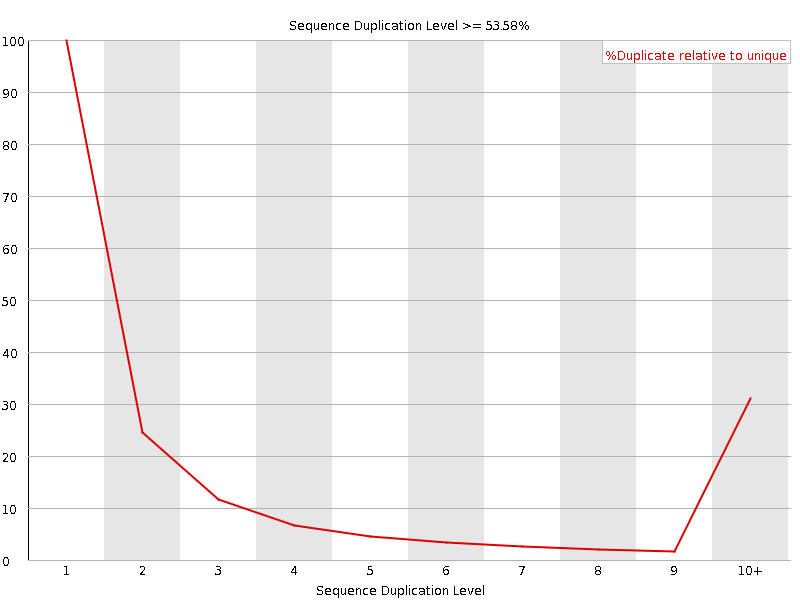 Sequence Duplication Level >= 53.58%
%Duplicate relative to unique
100
90
80
70
60
50
40
30
20
10
0
1 2 3 4 5 6 7 8 9 10+
Sequence Duplication Level